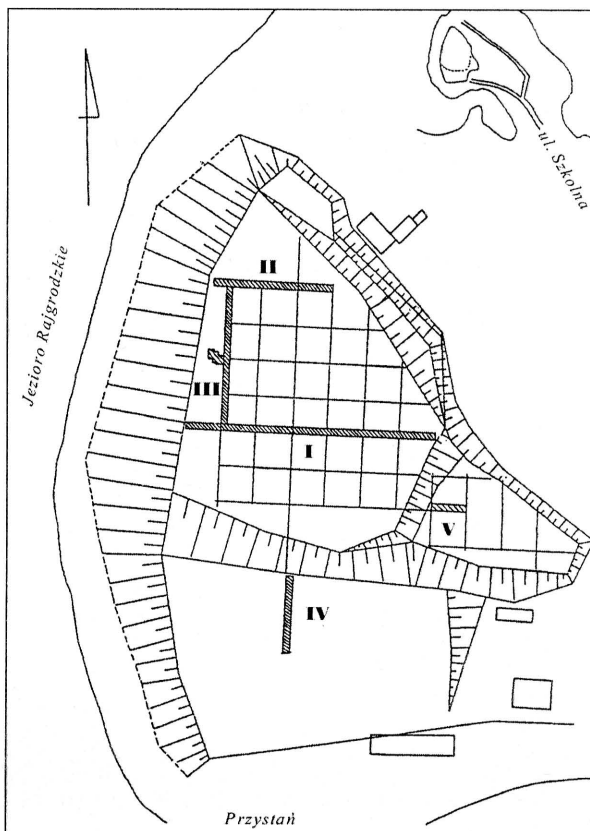 ul. Szkolna
Jezioro Rajgrodzkie
II
III
I
V
IV
Przystań